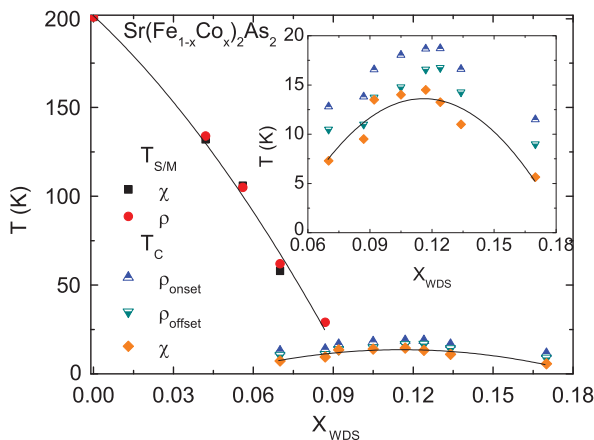 Sr(Fe1-xCox)2As2
200
150
100
50
0
T (K)
TS/M
χ
ρ
TC
ρonset
ρoffset
χ
0.00 0.03 0.06 0.09 0.12 0.15 0.18
XWDS
20
15
10
5
0
T (K)
0.06 0.09 0.12 0.15 0.18
XWDS